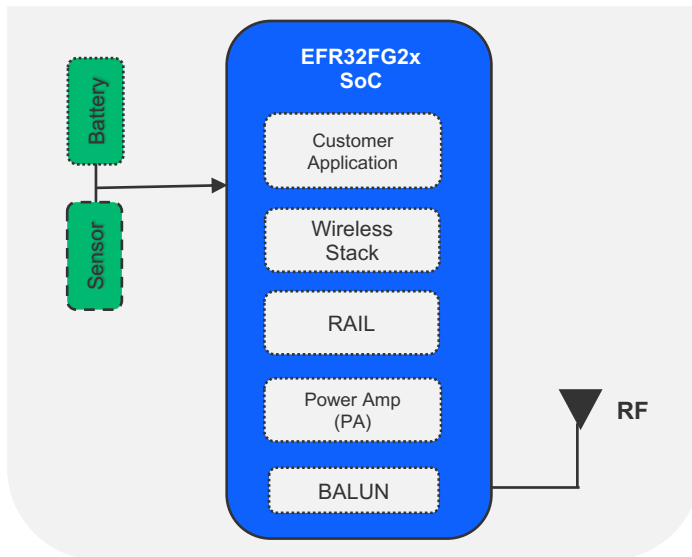 Battery
Sensor
EFR32FG2x
SoC
Customer
Application
Wireless
Stack
RAIL
Power Amp
(PA)
BALUN
RF